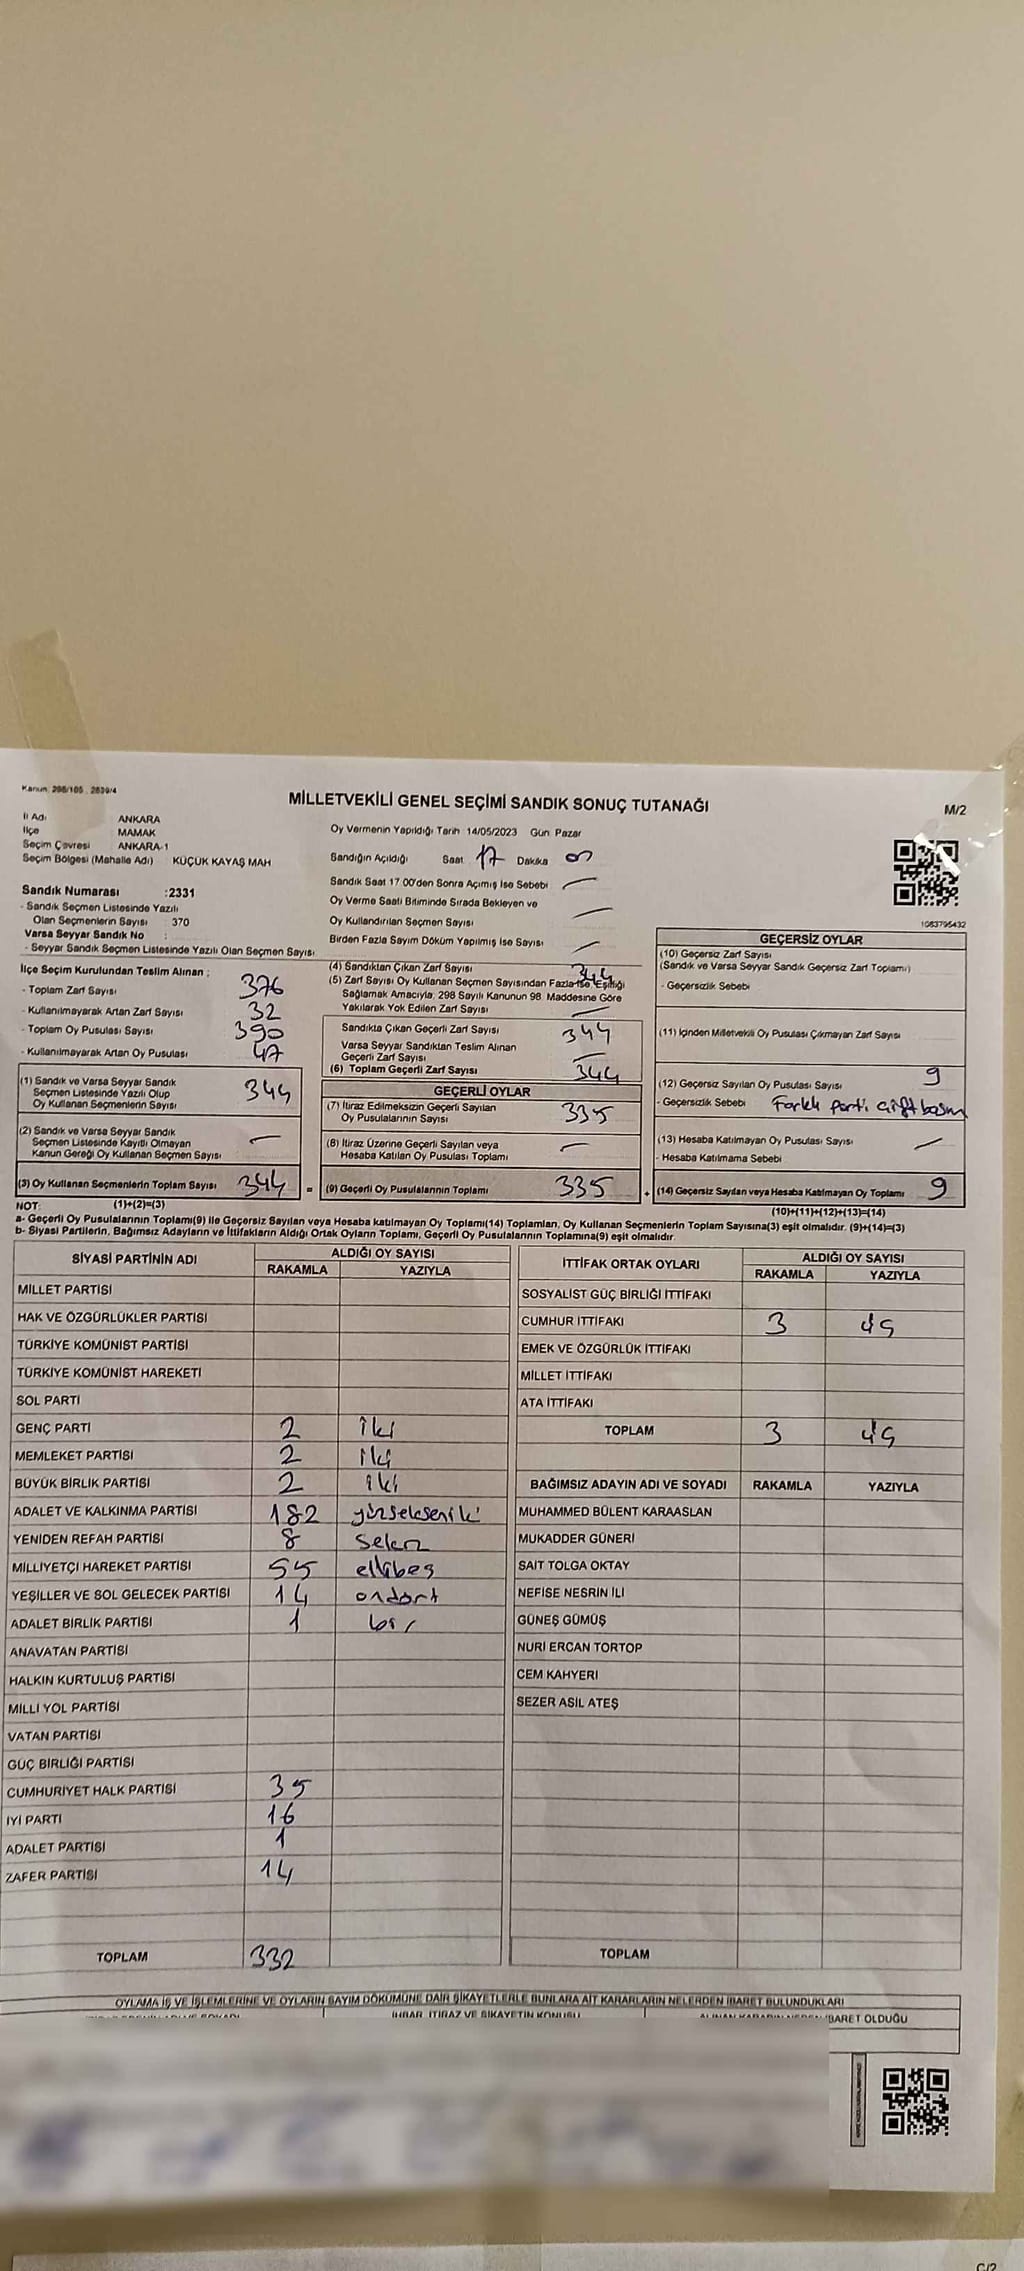 Kanun: 298/105, 2839/4
MİLLETVEKİLİ GENEL SEÇİMİ SANDIK SONUÇ TUTANAĞI
M/2
İl Adı ANKARA
İlçe MAMAK
Seçim Çevresi ANKARA-1
Seçim Bölgesi (Mahalle Adı) KÜÇÜK KAYAŞ MAH
Sandık Numarası :2331
- Sandık Seçmen Listesinde Yazılı
Olan Seçmenlerin Sayısı 370
Varsa Seyyar Sandık No :
- Seyyar Sandık Seçmen Listesinde Yazılı Olan Seçmen Sayısı
Oy Vermenin Yapıldığı Tarih 14/05/2023 Gün Pazar
Sandığın Açıldığı Saat 17 Dakika 00
Sandık Saat 17:00'den Sonra Açımış İse Sebebi —
Oy Verme Saati Bitiminde Sırada Bekleyen ve
Oy Kullandırılan Seçmen Sayısı —
Birden Fazla Sayım Döküm Yapılmış İse Sayısı —
1083795432
İlçe Seçim Kurulundan Teslim Alınan ;
- Toplam Zarf Sayısı 376
- Kullanılmayarak Artan Zarf Sayısı 32
- Toplam Oy Pusulası Sayısı 390
- Kullanılmayarak Artan Oy Pusulası 47
(1) Sandık ve Varsa Seyyar Sandık
Seçmen Listesinde Yazılı Olup
Oy Kullanan Seçmenlerin Sayısı 344
(2) Sandık ve Varsa Seyyar Sandık
Seçmen Listesinde Kayıtlı Olmayan
Kanun Gereği Oy Kullanan Seçmen Sayısı —
(3) Oy Kullanan Seçmenlerin Toplam Sayısı 344 =
(1)+(2)=(3)
(4) Sandıktan Çıkan Zarf Sayısı 344
(5) Zarf Sayısı Oy Kullanan Seçmen Sayısından Fazla İse, Eşitliği
Sağlamak Amacıyla, 298 Sayılı Kanunun 98. Maddesine Göre
Yakılarak Yok Edilen Zarf Sayısı —
Sandıkta Çıkan Geçerli Zarf Sayısı 344
Varsa Seyyar Sandıktan Teslim Alınan
Geçerli Zarf Sayısı —
(6) Toplam Geçerli Zarf Sayısı 344
GEÇERLİ OYLAR
(7) İtiraz Edilmeksizin Geçerli Sayılan
Oy Pusulalarının Sayısı 335
(8) İtiraz Üzerine Geçerli Sayılan veya
Hesaba Katılan Oy Pusulası Toplamı —
(9) Geçerli Oy Pusulalarının Toplamı 335 +
GEÇERSİZ OYLAR
(10) Geçersiz Zarf Sayısı
(Sandık ve Varsa Seyyar Sandık Geçersiz Zarf Toplamı)
- Geçersizlik Sebebi
(11) İçinden Milletvekili Oy Pusulası Çıkmayan Zarf Sayısı
(12) Geçersiz Sayılan Oy Pusulası Sayısı 9
- Geçersizlik Sebebi Farklı parti çift basım
(13) Hesaba Katılmayan Oy Pusulası Sayısı —
- Hesaba Katılmama Sebebi
(14) Geçersiz Sayılan veya Hesaba Katılmayan Oy Toplamı 9
(10)+(11)+(12)+(13)=(14)
NOT:
a- Geçerli Oy Pusulalarının Toplamı(9) ile Geçersiz Sayılan veya Hesaba katılmayan Oy Toplamı(14) Toplamları, Oy Kullanan Seçmenlerin Toplam Sayısına(3) eşit olmalıdır. (9)+(14)=(3)
b- Siyasi Partilerin, Bağımsız Adayların ve İttifakların Aldığı Ortak Oyların Toplamı, Geçerli Oy Pusulalarının Toplamına(9) eşit olmalıdır.
SİYASİ PARTİNİN ADI ALDIĞI OY SAYISI
RAKAMLA YAZIYLA
MİLLET PARTİSİ
HAK VE ÖZGÜRLÜKLER PARTİSİ
TÜRKİYE KOMÜNİST PARTİSİ
TÜRKİYE KOMÜNİST HAREKETİ
SOL PARTİ
GENÇ PARTİ 2 iki
MEMLEKET PARTİSİ 2 iki
BÜYÜK BİRLİK PARTİSİ 2 iki
ADALET VE KALKINMA PARTİSİ 182 yüzsekseniki
YENİDEN REFAH PARTİSİ 8 Sekiz
MİLLİYETÇİ HAREKET PARTİSİ 55 ellibeş
YEŞİLLER VE SOL GELECEK PARTİSİ 14 ondört
ADALET BİRLİK PARTİSİ 1 bir
ANAVATAN PARTİSİ
HALKIN KURTULUŞ PARTİSİ
MİLLİ YOL PARTİSİ
VATAN PARTİSİ
GÜÇ BİRLİĞİ PARTİSİ
CUMHURİYET HALK PARTİSİ 35
İYİ PARTİ 16
ADALET PARTİSİ 1
ZAFER PARTİSİ 14
TOPLAM 332
İTTİFAK ORTAK OYLARI ALDIĞI OY SAYISI
RAKAMLA YAZIYLA
SOSYALİST GÜÇ BİRLİĞİ İTTİFAKI
CUMHUR İTTİFAKI 3 üç
EMEK VE ÖZGÜRLÜK İTTİFAKI
MİLLET İTTİFAKI
ATA İTTİFAKI
TOPLAM 3 üç
BAĞIMSIZ ADAYIN ADI VE SOYADI RAKAMLA YAZIYLA
MUHAMMED BÜLENT KARAASLAN
MUKADDER GÜNERİ
SAİT TOLGA OKTAY
NEFİSE NESRİN İLİ
GÜNEŞ GÜMÜŞ
NURİ ERCAN TORTOP
CEM KAHYERİ
SEZER ASİL ATEŞ
TOPLAM
OYLAMA İŞ VE İŞLEMLERİNE VE OYLARIN SAYIM DÖKÜMÜNE DAİR ŞİKAYETLERLE BUNLARA AİT KARARLARIN NELERDEN İBARET BULUNDUKLARI
İHBAR, İTİRAZ VE ŞİKAYETİN KONUSU
İBARET OLDUĞU
C/2